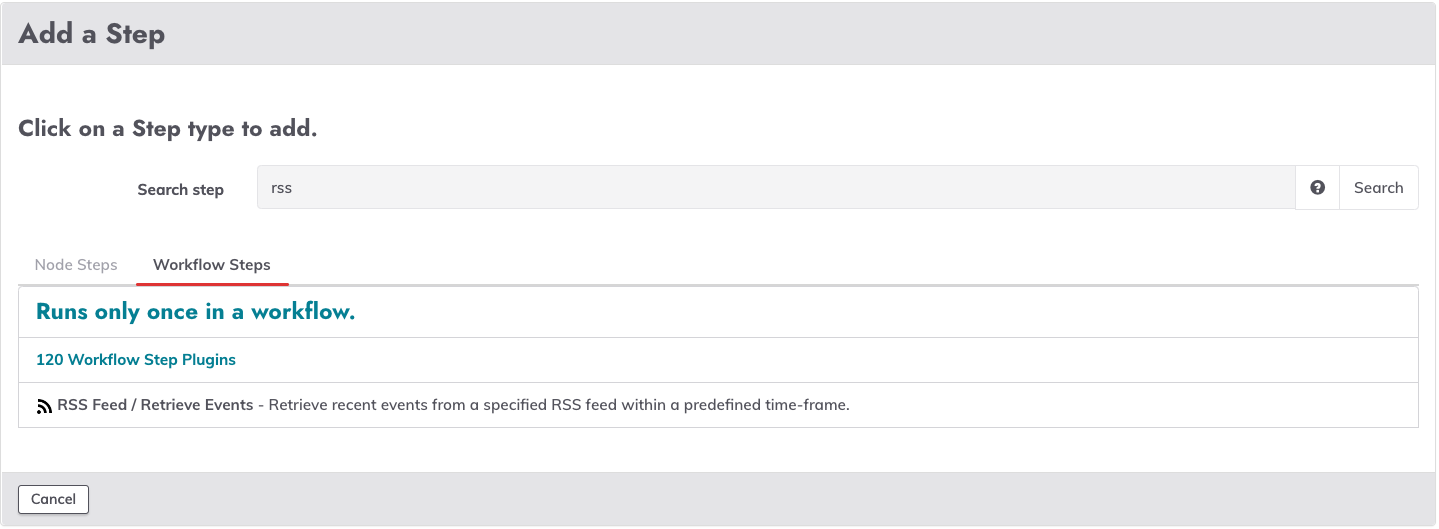 Add a Step
Click on a Step type to add.
Search step
rss
Search
Node Steps
Workflow Steps
Runs only once in a workflow.
120 Workflow Step Plugins
RSS Feed / Retrieve Events - Retrieve recent events from a specified RSS feed within a predefined time-frame.
Cancel